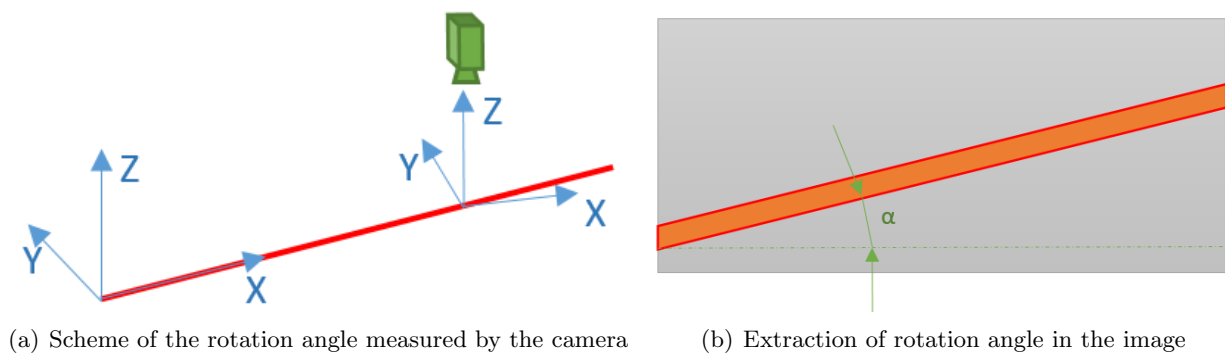 Z
Y
X
Z
Y
X
α
(a) Scheme of the rotation angle measured by the camera
(b) Extraction of rotation angle in the image